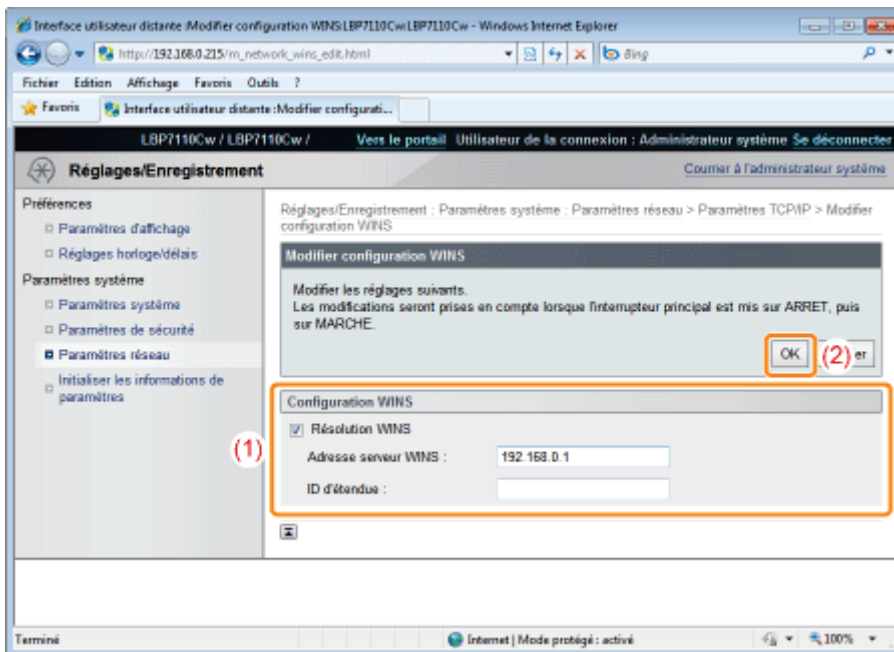 Interface utilisateur distante :Modifier configuration WINS:LBP7110Cw:LBP7110Cw - Windows Internet Explorer
http://192.168.0.215/m_network_wins_edit.html
Bing
Fichier Edition Affichage Favoris Outils ?
Favoris Interface utilisateur distante :Modifier configurati...
LBP7110Cw / LBP7110Cw / Vers le portail Utilisateur de la connexion : Administrateur système Se déconnecter
Réglages/Enregistrement Courrier à l'administrateur système
Préférences
Paramètres d'affichage
Réglages horloge/délais
Paramètres système
Paramètres système
Paramètres de sécurité
Paramètres réseau
Initialiser les informations de
paramètres
Réglages/Enregistrement : Paramètres système : Paramètres réseau > Paramètres TCP/IP > Modifier
configuration WINS
Modifier configuration WINS
Modifier les réglages suivants.
Les modifications seront prises en compte lorsque l'interrupteur principal est mis sur ARRET, puis
sur MARCHE.
OK (2) er
(1)
Configuration WINS
Résolution WINS
Adresse serveur WINS : 192.168.0.1
ID d'étendue :
Terminé Internet | Mode protégé : activé 100%